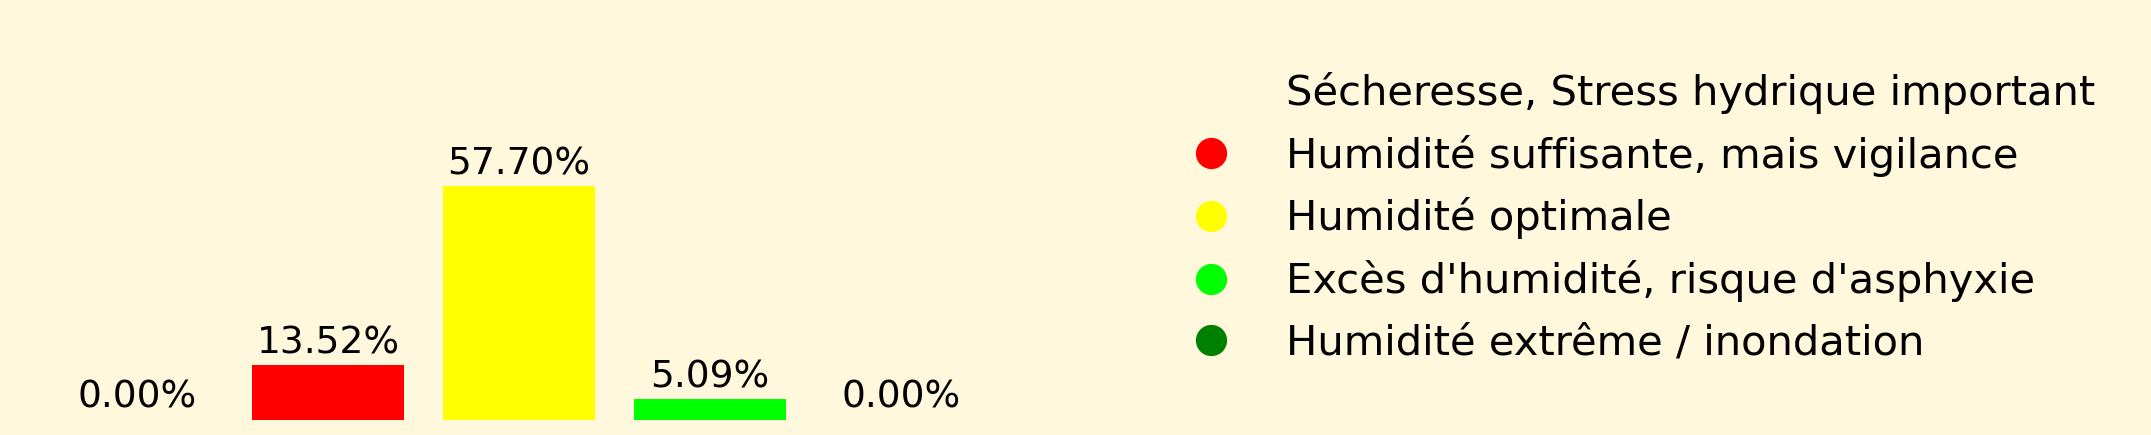 57.70%
13.52%
5.09%
0.00%
0.00%
Sécheresse, Stress hydrique important
Humidité suffisante, mais vigilance
Humidité optimale
Excès d'humidité, risque d'asphyxie
Humidité extrême / inondation